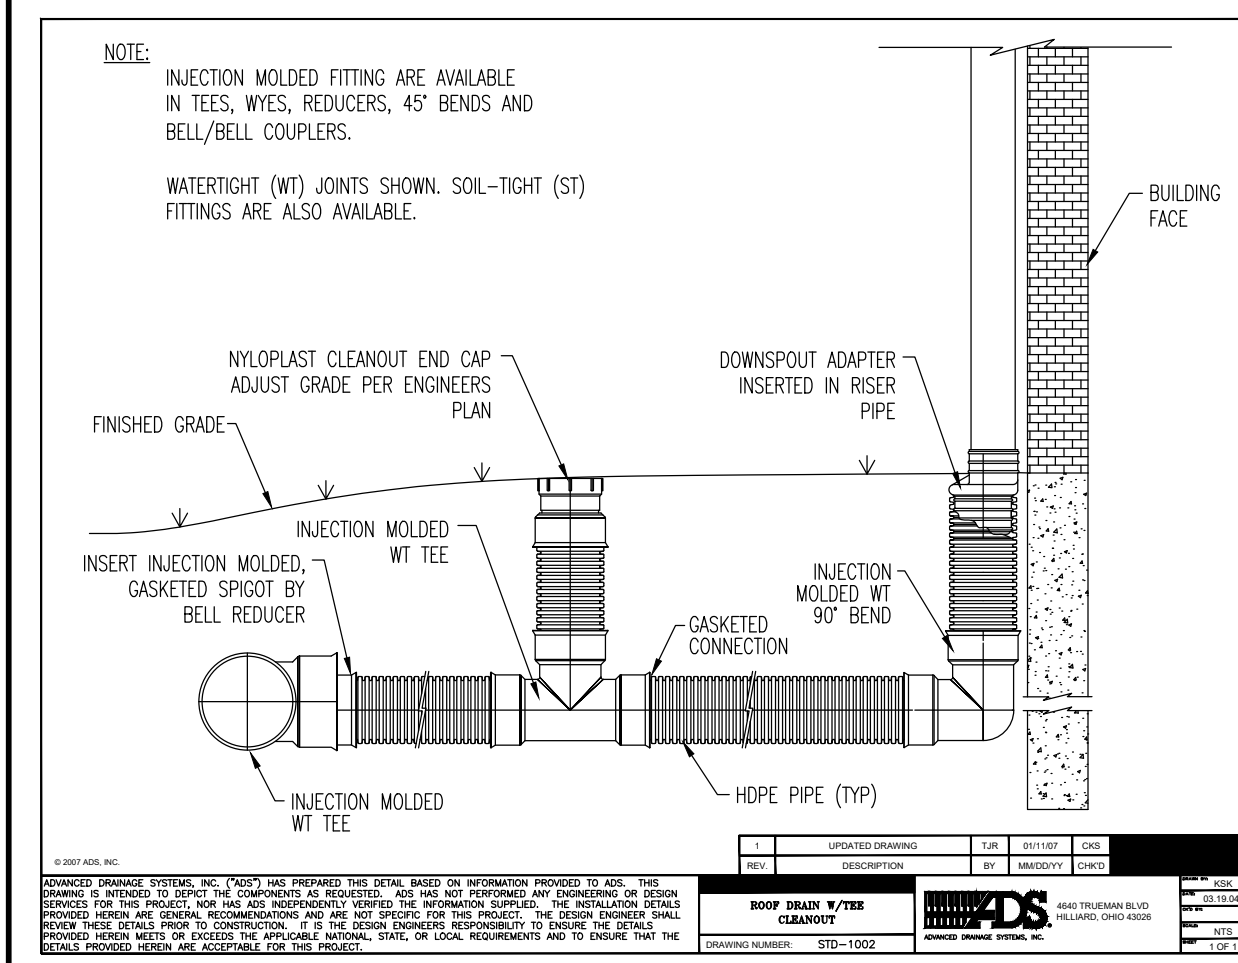 NOTE:
INJECTION MOLDED FITTING ARE AVAILABLE
IN TEES, WYES, REDUCERS, 45° BENDS AND
BELL/BELL COUPLERS.
WATERTIGHT (WT) JOINTS SHOWN. SOIL-TIGHT (ST)
FITTINGS ARE ALSO AVAILABLE.
BUILDING
FACE
NYLOPLAST CLEANOUT END CAP
ADJUST GRADE PER ENGINEERS
PLAN
DOWNSPOUT ADAPTER
INSERTED IN RISER
PIPE
FINISHED GRADE
INJECTION MOLDED
WT TEE
INSERT INJECTION MOLDED,
GASKETED SPIGOT BY
BELL REDUCER
INJECTION
MOLDED WT
90° BEND
GASKETED
CONNECTION
HDPE PIPE (TYP)
INJECTION MOLDED
WT TEE
© 2007 ADS, INC.
1 UPDATED DRAWING TJR 01/11/07 CKS
REV. DESCRIPTION BY MM/DD/YY CHK'D
ADVANCED DRAINAGE SYSTEMS, INC. ("ADS") HAS PREPARED THIS DETAIL BASED ON INFORMATION PROVIDED TO ADS. THIS
DRAWING IS INTENDED TO DEPICT THE COMPONENTS AS REQUESTED. ADS HAS NOT PERFORMED ANY ENGINEERING OR DESIGN
SERVICES FOR THIS PROJECT, NOR HAS ADS INDEPENDENTLY VERIFIED THE INFORMATION SUPPLIED. THE INSTALLATION DETAILS
PROVIDED HEREIN ARE GENERAL RECOMMENDATIONS AND ARE NOT SPECIFIC FOR THIS PROJECT. THE DESIGN ENGINEER SHALL
REVIEW THESE DETAILS PRIOR TO CONSTRUCTION. IT IS THE DESIGN ENGINEERS RESPONSIBILITY TO ENSURE THE DETAILS
PROVIDED HEREIN MEETS OR EXCEEDS THE APPLICABLE NATIONAL, STATE, OR LOCAL REQUIREMENTS AND TO ENSURE THAT THE
DETAILS PROVIDED HEREIN ARE ACCEPTABLE FOR THIS PROJECT.
ROOF DRAIN W/TEE
CLEANOUT
DRAWING NUMBER: STD-1002
ADS
ADVANCED DRAINAGE SYSTEMS, INC.
4640 TRUEMAN BLVD
HILLIARD, OHIO 43026
DRAWN BY:
KSK
DATE:
03.19.04
CK'D BY:
SCALE:
NTS
SHEET
1 OF 1